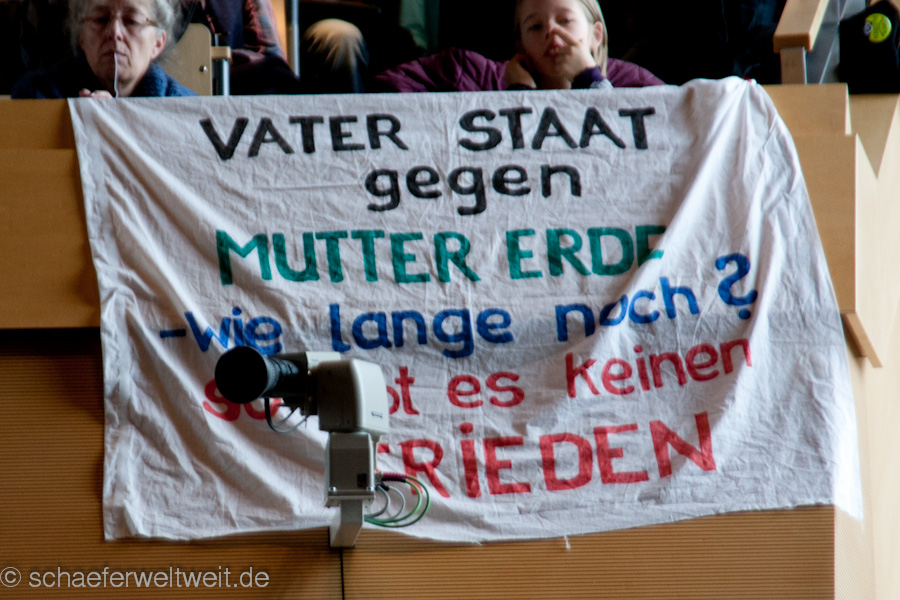 VATER STAAT
gegen
MUTTER ERDE
-wie lange noch?
es keinen
FRIEDEN
© schaeferweltweit.de